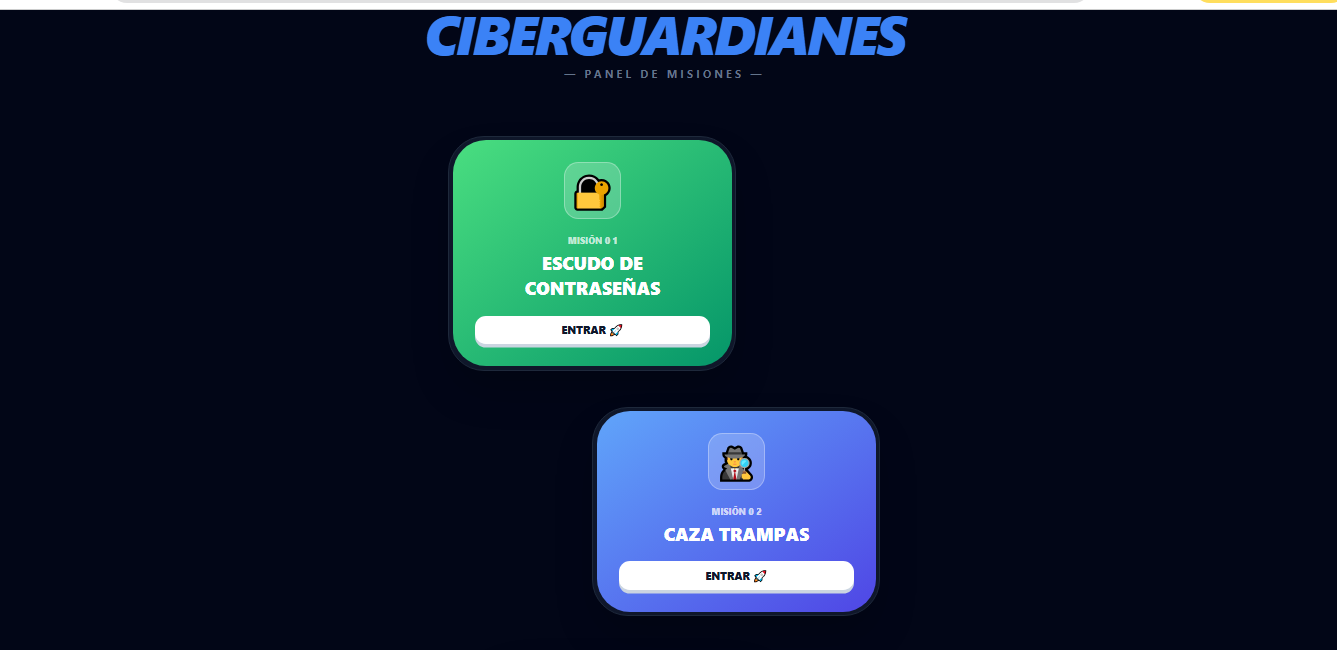 CIBERGUARDIANES
— PANEL DE MISIONES —
MISIÓN 0 1
ESCUDO DE
CONTRASEÑAS
ENTRAR 🚀
MISIÓN 0 2
CAZA TRAMPAS
ENTRAR 🚀